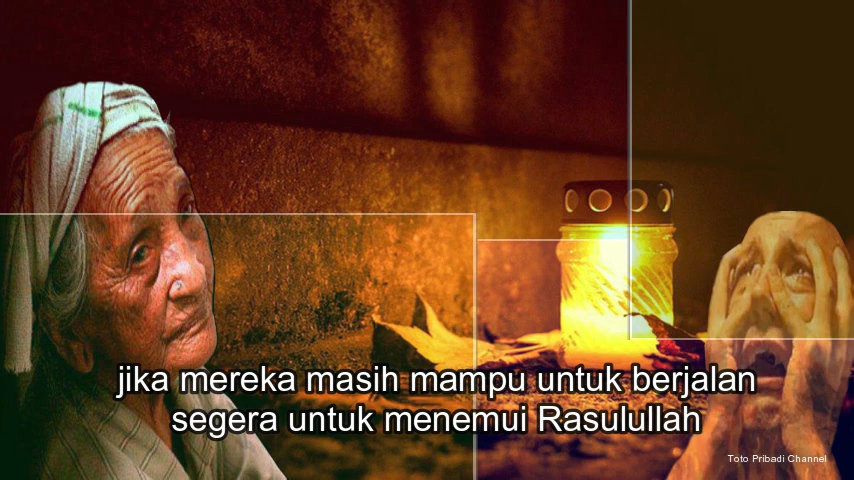 jika mereka masih mampu untuk berjalan
segera untuk menemui Rasulullah
Toto Pribadi Channel